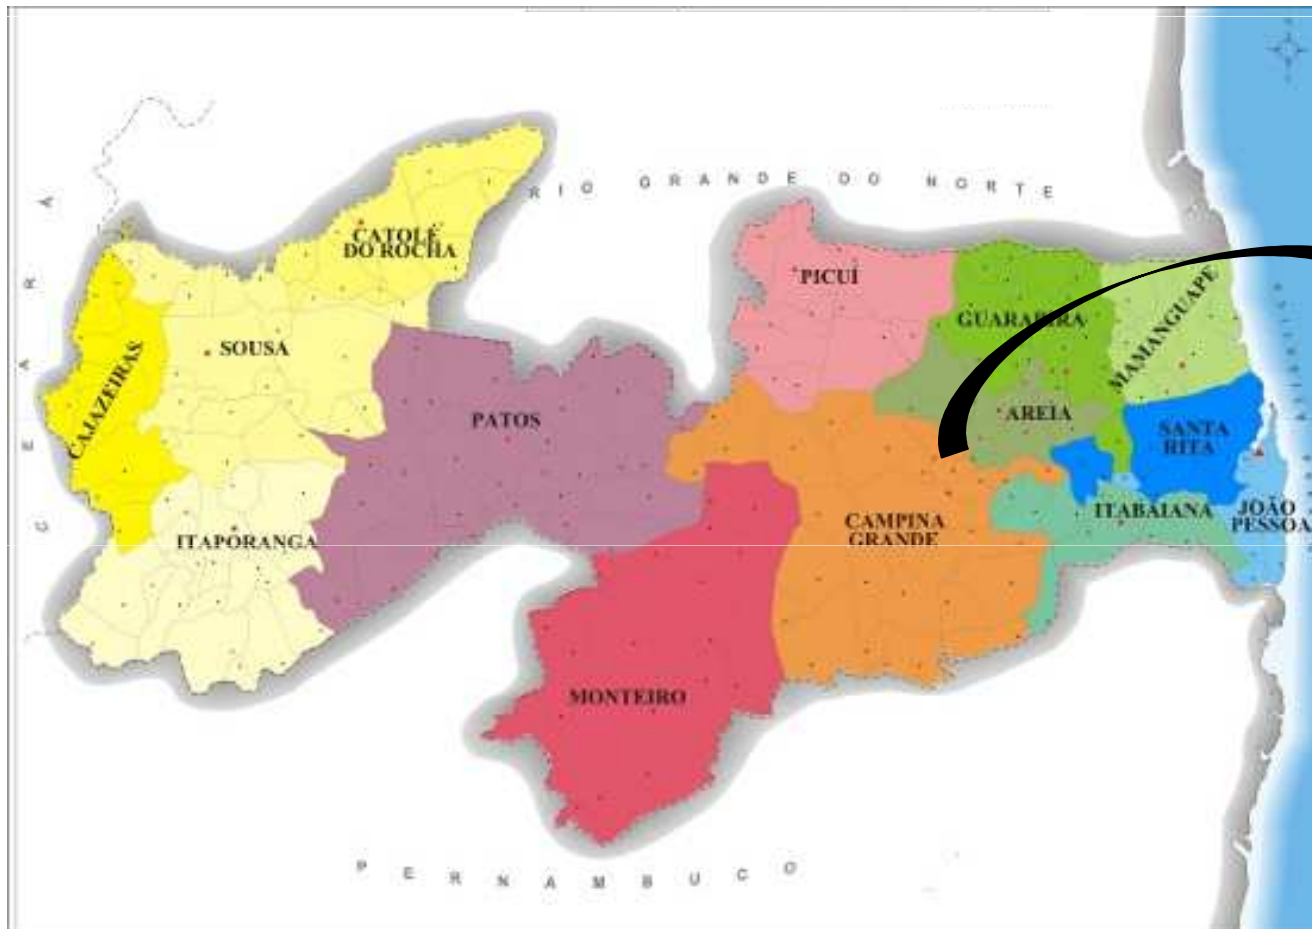 RIO GRANDE DO NORTE
CEARÁ
CATOLÉ
DO ROCHA
PICUÍ
MAMANGUAPE
GUARABIRA
SOUSA
CAJAZEIRAS
PATOS
AREIA
SANTA
RITA
ITABAIANA
JOÃO
PESSOA
CAMPINA
GRANDE
ITAPORANGA
MONTEIRO
PERNAMBUCO